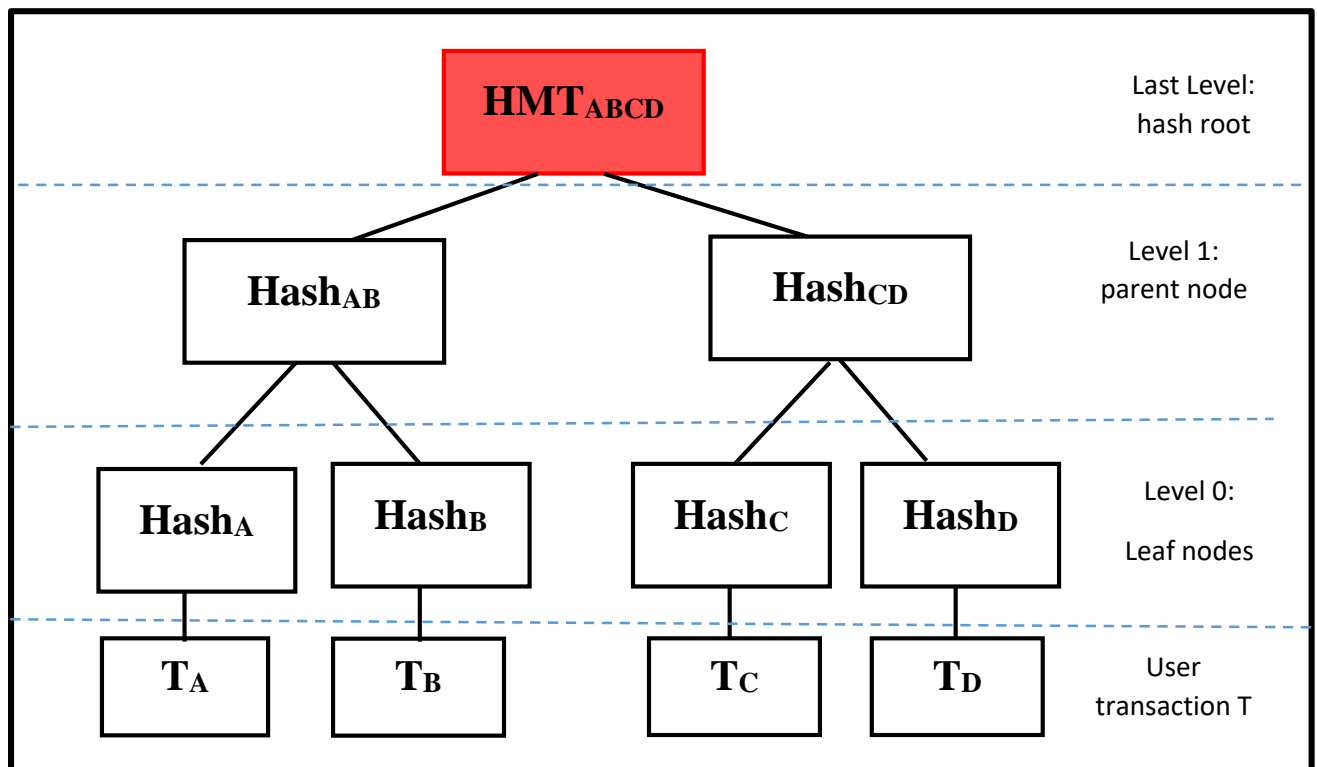 HMTABCD
Last Level:
hash root
HashAB
HashCD
Level 1:
parent node
HashA
HashB
HashC
HashD
Level 0:
Leaf nodes
TA
TB
TC
TD
User
transaction T